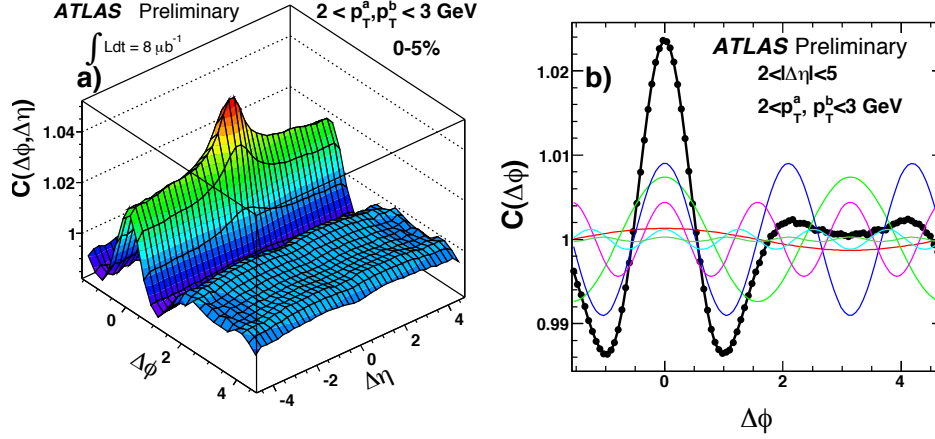 ATLAS Preliminary
2 < p_T^a, p_T^b < 3 GeV
∫ Ldt = 8 μb⁻¹
0-5%
a)
C(Δϕ,Δη)
1.04
1.02
1
0
2
4
Δϕ
-4
-2
0
2
4
Δη
ATLAS Preliminary
b)
2<|Δη|<5
2<p_T^a, p_T^b<3 GeV
C(Δϕ)
1.02
1.01
1
0.99
0
2
4
Δϕ